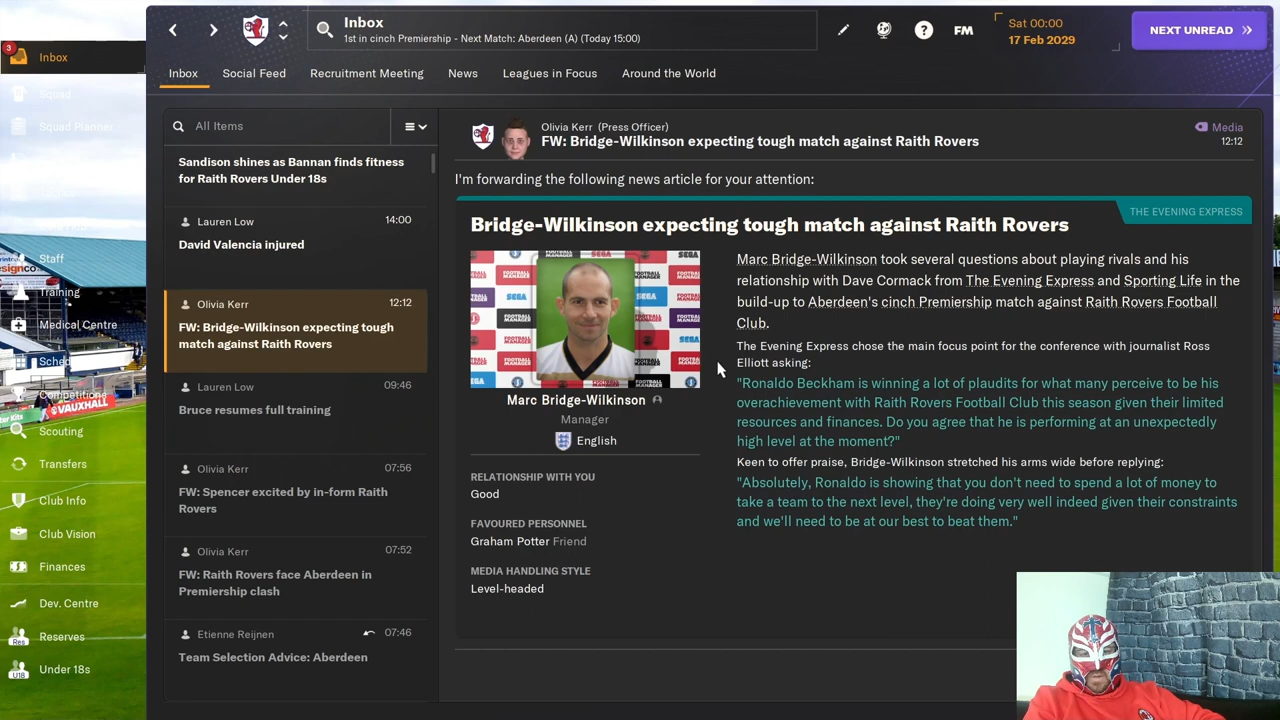 Inbox
1st in cinch Premiership - Next Match: Aberdeen (A) (Today 15:00)
FM
Sat 00:00
17 Feb 2029
NEXT UNREAD
3
Inbox
Squad
Squad Planner
Staff
Training
Medical Centre
Sched
Competitions
Scouting
Transfers
Club Info
Club Vision
Finances
Dev. Centre
Res
Reserves
U18
Under 18s
Inbox
Social Feed
Recruitment Meeting
News
Leagues in Focus
Around the World
All Items
Sandison shines as Bannan finds fitness
for Raith Rovers Under 18s
Lauren Low 14:00
David Valencia injured
Olivia Kerr 12:12
FW: Bridge-Wilkinson expecting tough
match against Raith Rovers
Lauren Low 09:46
Bruce resumes full training
Olivia Kerr 07:56
FW: Spencer excited by in-form Raith
Rovers
Olivia Kerr 07:52
FW: Raith Rovers face Aberdeen in
Premiership clash
Etienne Reijnen 07:46
Team Selection Advice: Aberdeen
Olivia Kerr (Press Officer)
FW: Bridge-Wilkinson expecting tough match against Raith Rovers
Media
12:12
I'm forwarding the following news article for your attention:
THE EVENING EXPRESS
Bridge-Wilkinson expecting tough match against Raith Rovers
Marc Bridge-Wilkinson
Manager
English
RELATIONSHIP WITH YOU
Good
FAVOURED PERSONNEL
Graham Potter Friend
MEDIA HANDLING STYLE
Level-headed
Marc Bridge-Wilkinson took several questions about playing rivals and his
relationship with Dave Cormack from The Evening Express and Sporting Life in the
build-up to Aberdeen's cinch Premiership match against Raith Rovers Football
Club.
The Evening Express chose the main focus point for the conference with journalist Ross
Elliott asking:
"Ronaldo Beckham is winning a lot of plaudits for what many perceive to be his
overachievement with Raith Rovers Football Club this season given their limited
resources and finances. Do you agree that he is performing at an unexpectedly
high level at the moment?"
Keen to offer praise, Bridge-Wilkinson stretched his arms wide before replying:
"Absolutely, Ronaldo is showing that you don't need to spend a lot of money to
take a team to the next level, they're doing very well indeed given their constraints
and we'll need to be at our best to beat them."